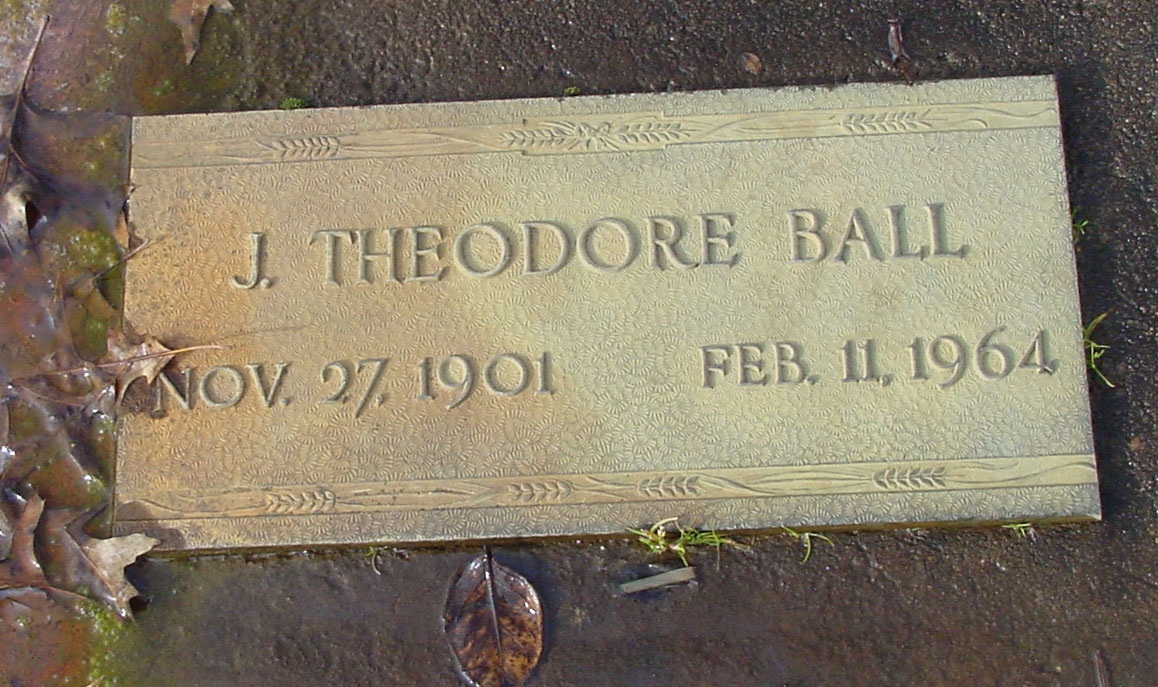 J. THEODORE BALL
NOV. 27, 1901 FEB. 11, 1964